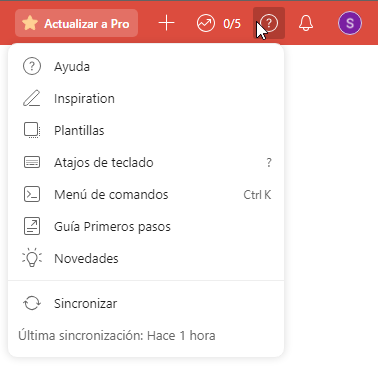 Actualizar a Pro
0/5
?
S
Ayuda
Inspiration
Plantillas
Atajos de teclado ?
Menú de comandos Ctrl K
Guía Primeros pasos
Novedades
Sincronizar
Última sincronización: Hace 1 hora